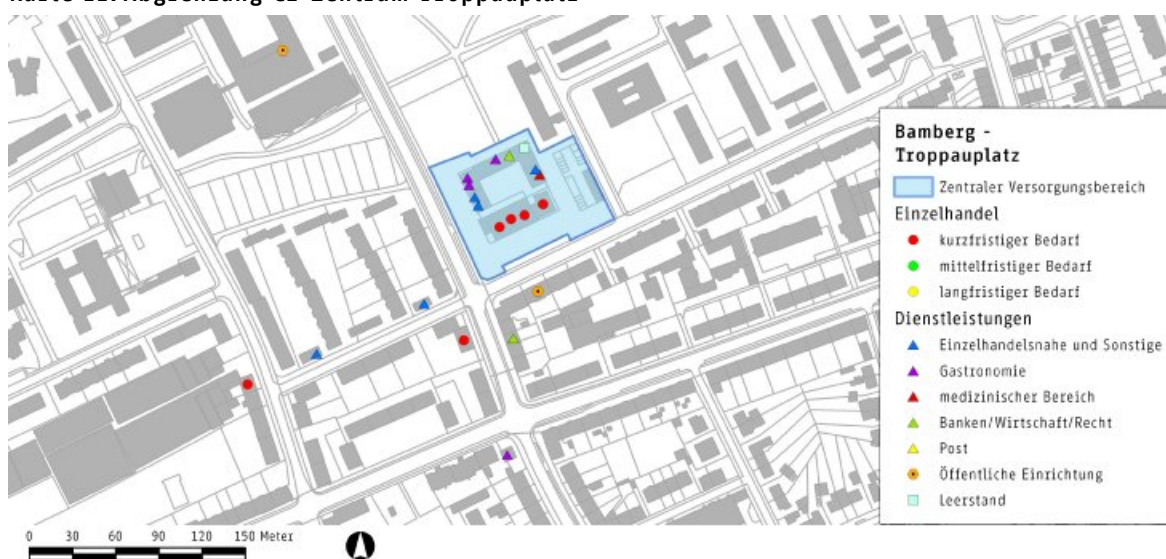 Bamberg -
Troppauplatz
Zentraler Versorgungsbereich
Einzelhandel
kurzfristiger Bedarf
mittelfristiger Bedarf
langfristiger Bedarf
Dienstleistungen
Einzelhandelsnahe und Sonstige
Gastronomie
medizinischer Bereich
Banken/Wirtschaft/Recht
Post
Öffentliche Einrichtung
Leerstand
0 30 60 90 120 150 Meter